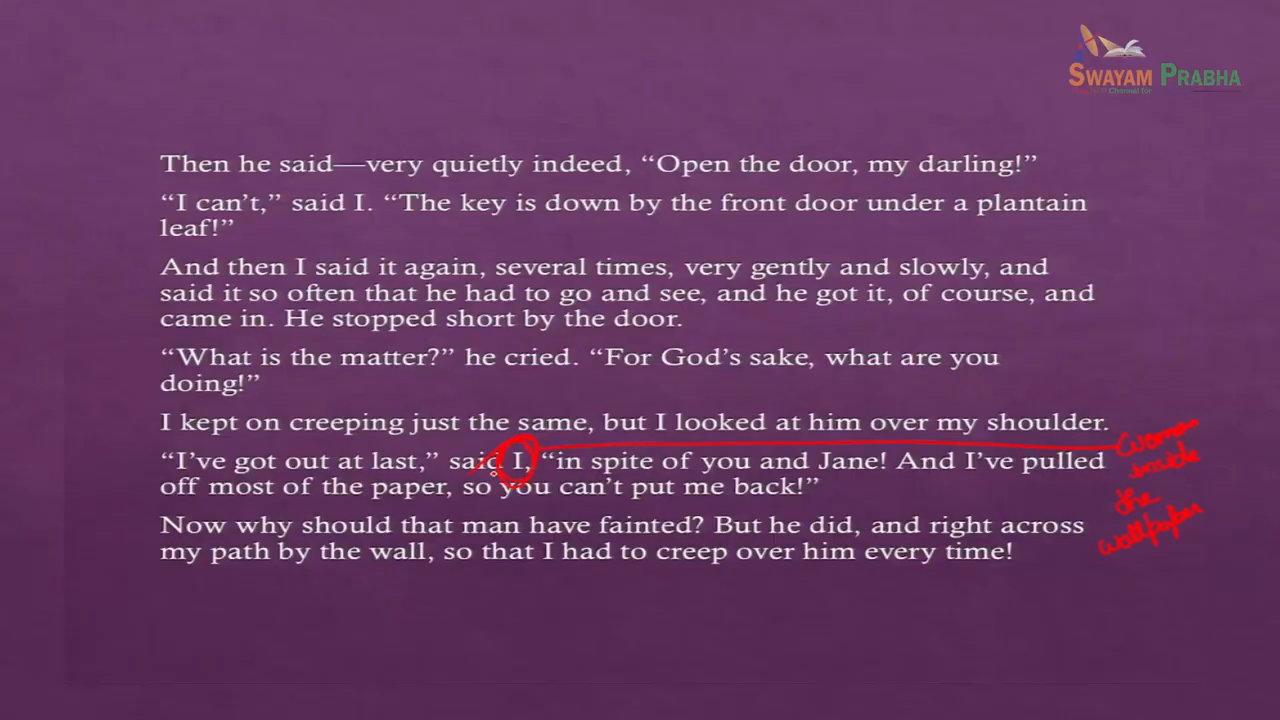 SWAYAM PRABHA
Then he said—very quietly indeed, “Open the door, my darling!”
“I can’t,” said I. “The key is down by the front door under a plantain
leaf!”
And then I said it again, several times, very gently and slowly, and
said it so often that he had to go and see, and he got it, of course, and
came in. He stopped short by the door.
“What is the matter?” he cried. “For God’s sake, what are you
doing!”
I kept on creeping just the same, but I looked at him over my shoulder.
“I’ve got out at last,” said I, “in spite of you and Jane! And I’ve pulled
off most of the paper, so you can’t put me back!”
Now why should that man have fainted? But he did, and right across
my path by the wall, so that I had to creep over him every time!
inside
the
wallpaper